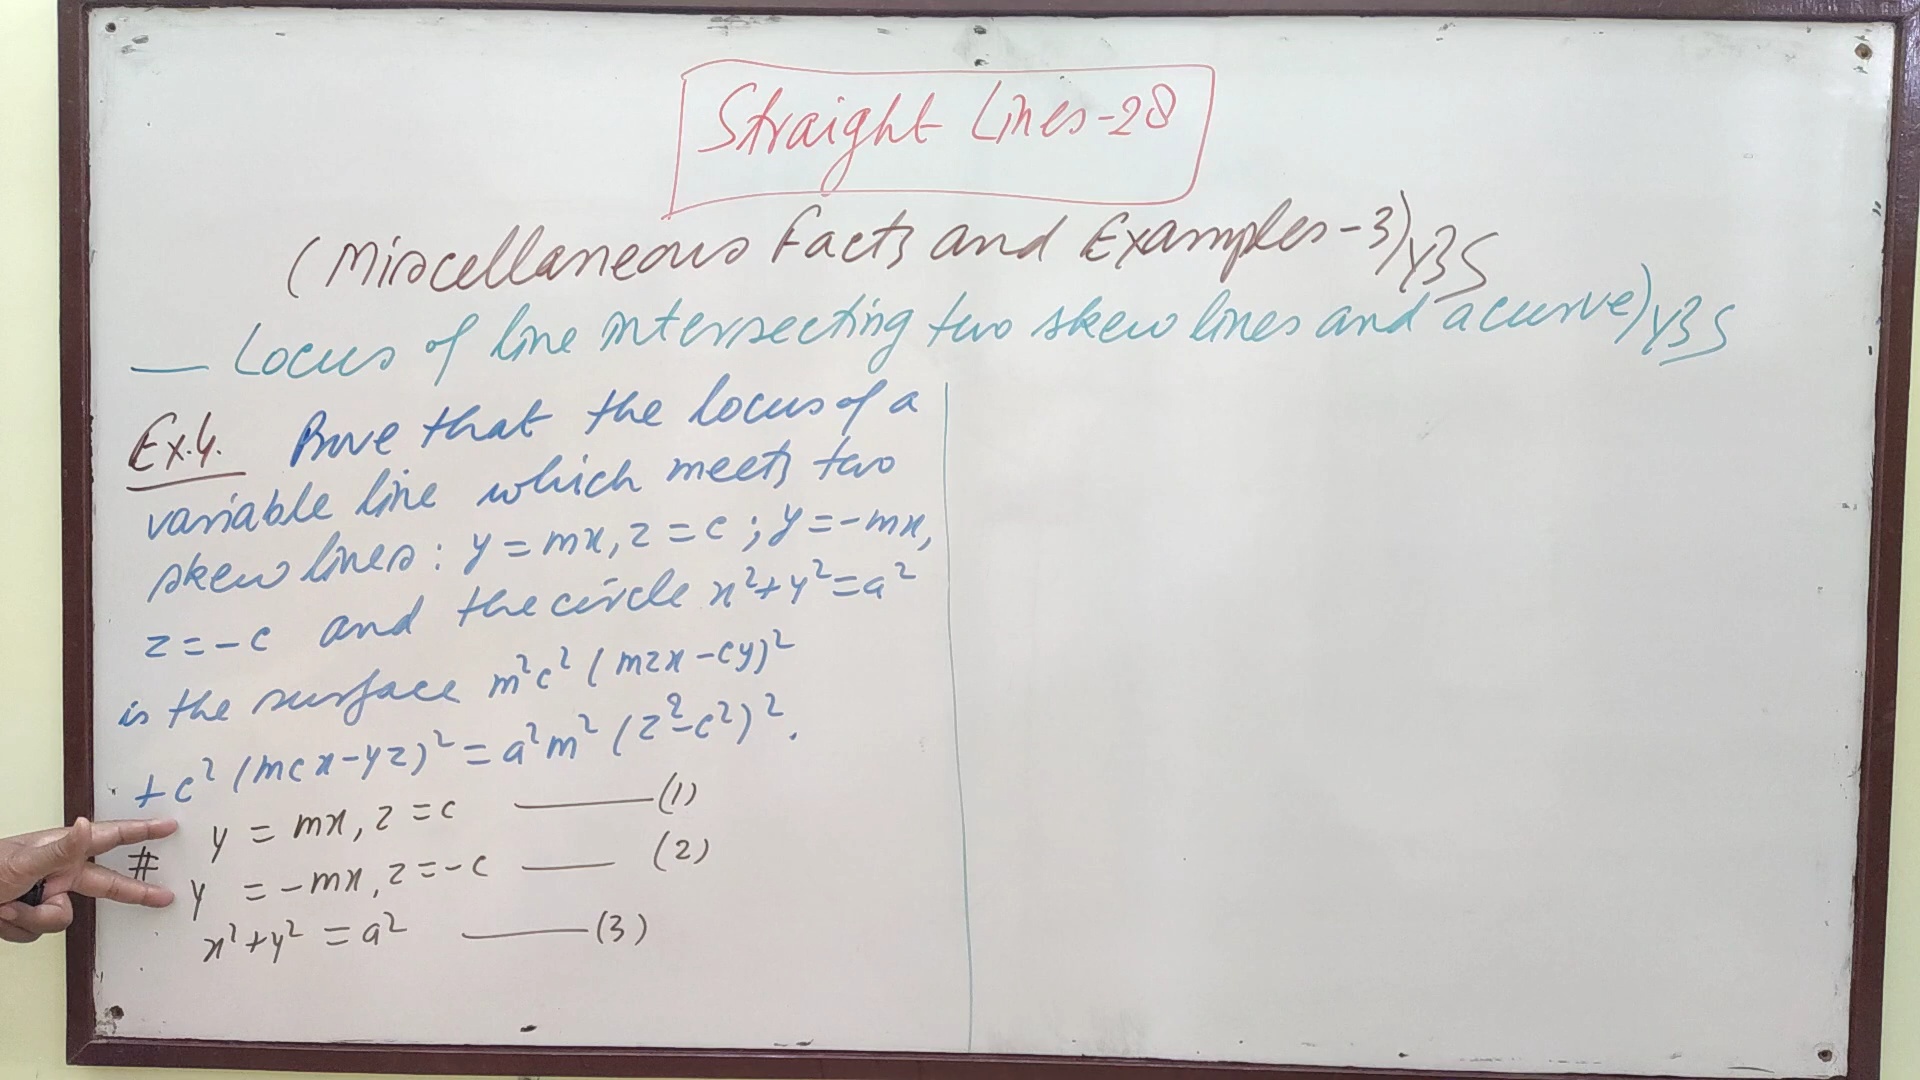 Straight Lines-28
(Miscellaneous Facts and Examples-3)
— Locus of line intersecting two skew lines and a curve)
Ex.4. Prove that the locus of a
variable line which meets two
skew lines: y = mx, z = c ; y = -mx,
z = -c and the circle x²+y² = a²
is the surface m²c² (mzx-cy)²
+ c² (mcx-yz)² = a²m² (z²-c²)².
y = mx, z = c —— (1)
# y = -mx, z = -c —— (2)
x²+y² = a² —— (3)